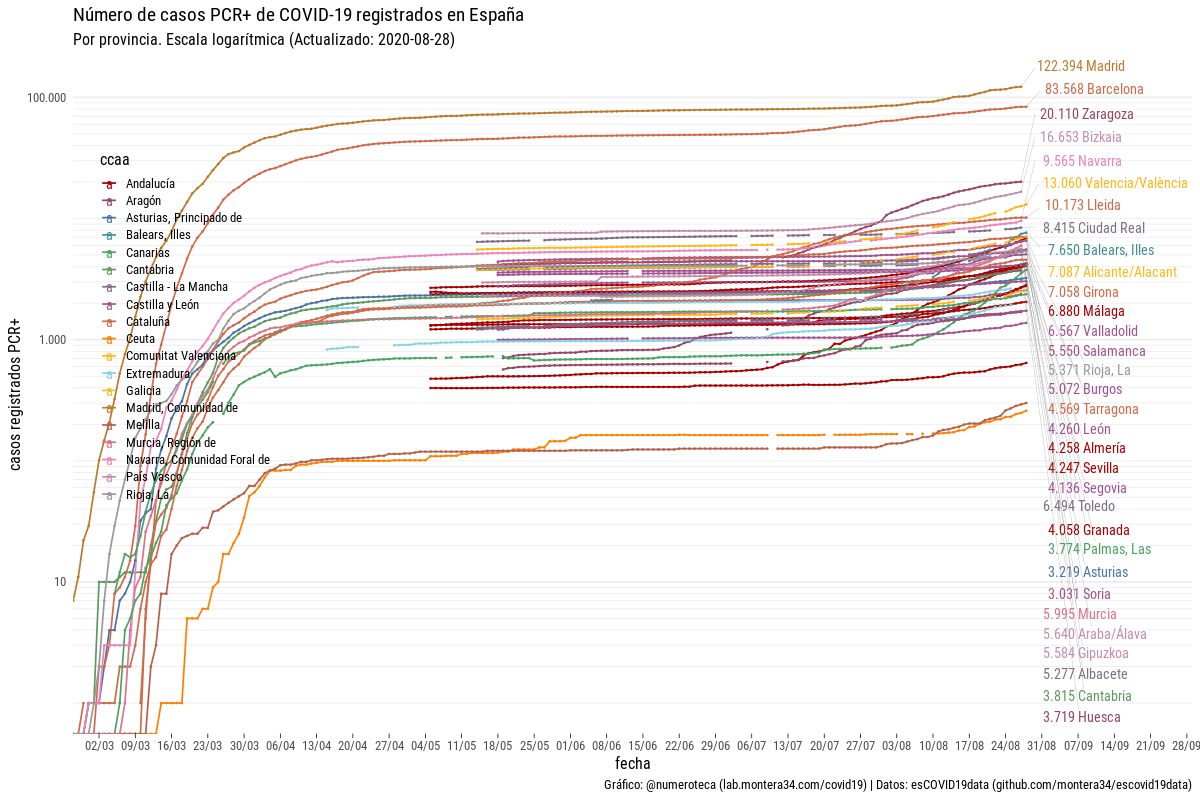 Número de casos PCR+ de COVID-19 registrados en España
Por provincia. Escala logarítmica (Actualizado: 2020-08-28)
casos registrados PCR+
100.000
1.000
10
ccaa
Andalucía
Aragón
Asturias, Principado de
Balears, Illes
Canarias
Cantabria
Castilla - La Mancha
Castilla y León
Cataluña
Ceuta
Comunitat Valenciana
Extremadura
Galicia
Madrid, Comunidad de
Melilla
Murcia, Región de
Navarra, Comunidad Foral de
País Vasco
Rioja, La
122.394 Madrid
83.568 Barcelona
20.110 Zaragoza
16.653 Bizkaia
9.565 Navarra
13.060 Valencia/València
10.173 Lleida
8.415 Ciudad Real
7.650 Balears, Illes
7.087 Alicante/Alacant
7.058 Girona
6.880 Málaga
6.567 Valladolid
5.550 Salamanca
5.371 Rioja, La
5.072 Burgos
4.569 Tarragona
4.260 León
4.258 Almería
4.247 Sevilla
4.136 Segovia
6.494 Toledo
4.058 Granada
3.774 Palmas, Las
3.219 Asturias
3.031 Soria
5.995 Murcia
5.640 Araba/Álava
5.584 Gipuzkoa
5.277 Albacete
3.815 Cantabria
3.719 Huesca
02/03 09/03 16/03 23/03 30/03 06/04 13/04 20/04 27/04 04/05 11/05 18/05 25/05 01/06 08/06 15/06 22/06 29/06 06/07 13/07 20/07 27/07 03/08 10/08 17/08 24/08 31/08 07/09 14/09 21/09 28/09
fecha
Gráfico: @numeroteca (lab.montera34.com/covid19) | Datos: esCOVID19data (github.com/montera34/escovid19data)